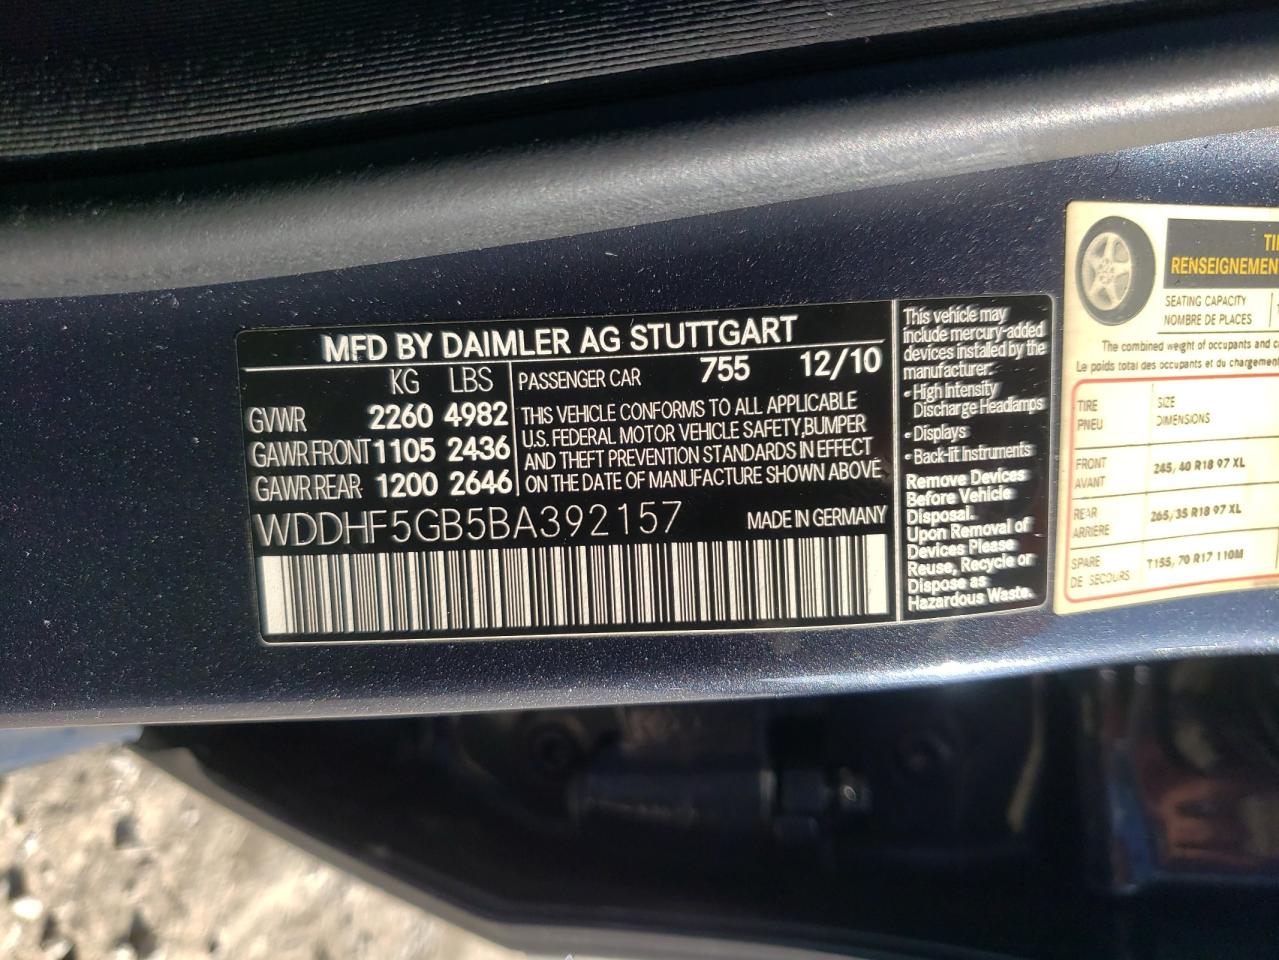 MFD BY DAIMLER AG STUTTGART
KG LBS
GVWR 2260 4982
GAWR FRONT 1105 2436
GAWR REAR 1200 2646
PASSENGER CAR 755 12/10
THIS VEHICLE CONFORMS TO ALL APPLICABLE
U.S. FEDERAL MOTOR VEHICLE SAFETY, BUMPER
AND THEFT PREVENTION STANDARDS IN EFFECT
ON THE DATE OF MANUFACTURE SHOWN ABOVE
WDDHF5GB5BA392157 MADE IN GERMANY
This vehicle may
include mercury-added
devices installed by the
manufacturer:
• High Intensity
Discharge Headlamps
• Displays
• Back-lit Instruments
Remove Devices
Before Vehicle
Disposal.
Upon Removal of
Devices Please
Reuse, Recycle or
Dispose as
Hazardous Waste.
RENSEIGNEMEN
SEATING CAPACITY
NOMBRE DE PLACES
The combined weight of occupants and c
Le poids total des occupants et du chargement
TIRE
PNEU
SIZE
DIMENSIONS
FRONT
AVANT
245/40 R18 97 XL
REAR
ARRIÈRE
265/35 R18 97 XL
SPARE
DE SECOURS
T155/70 R17 110M